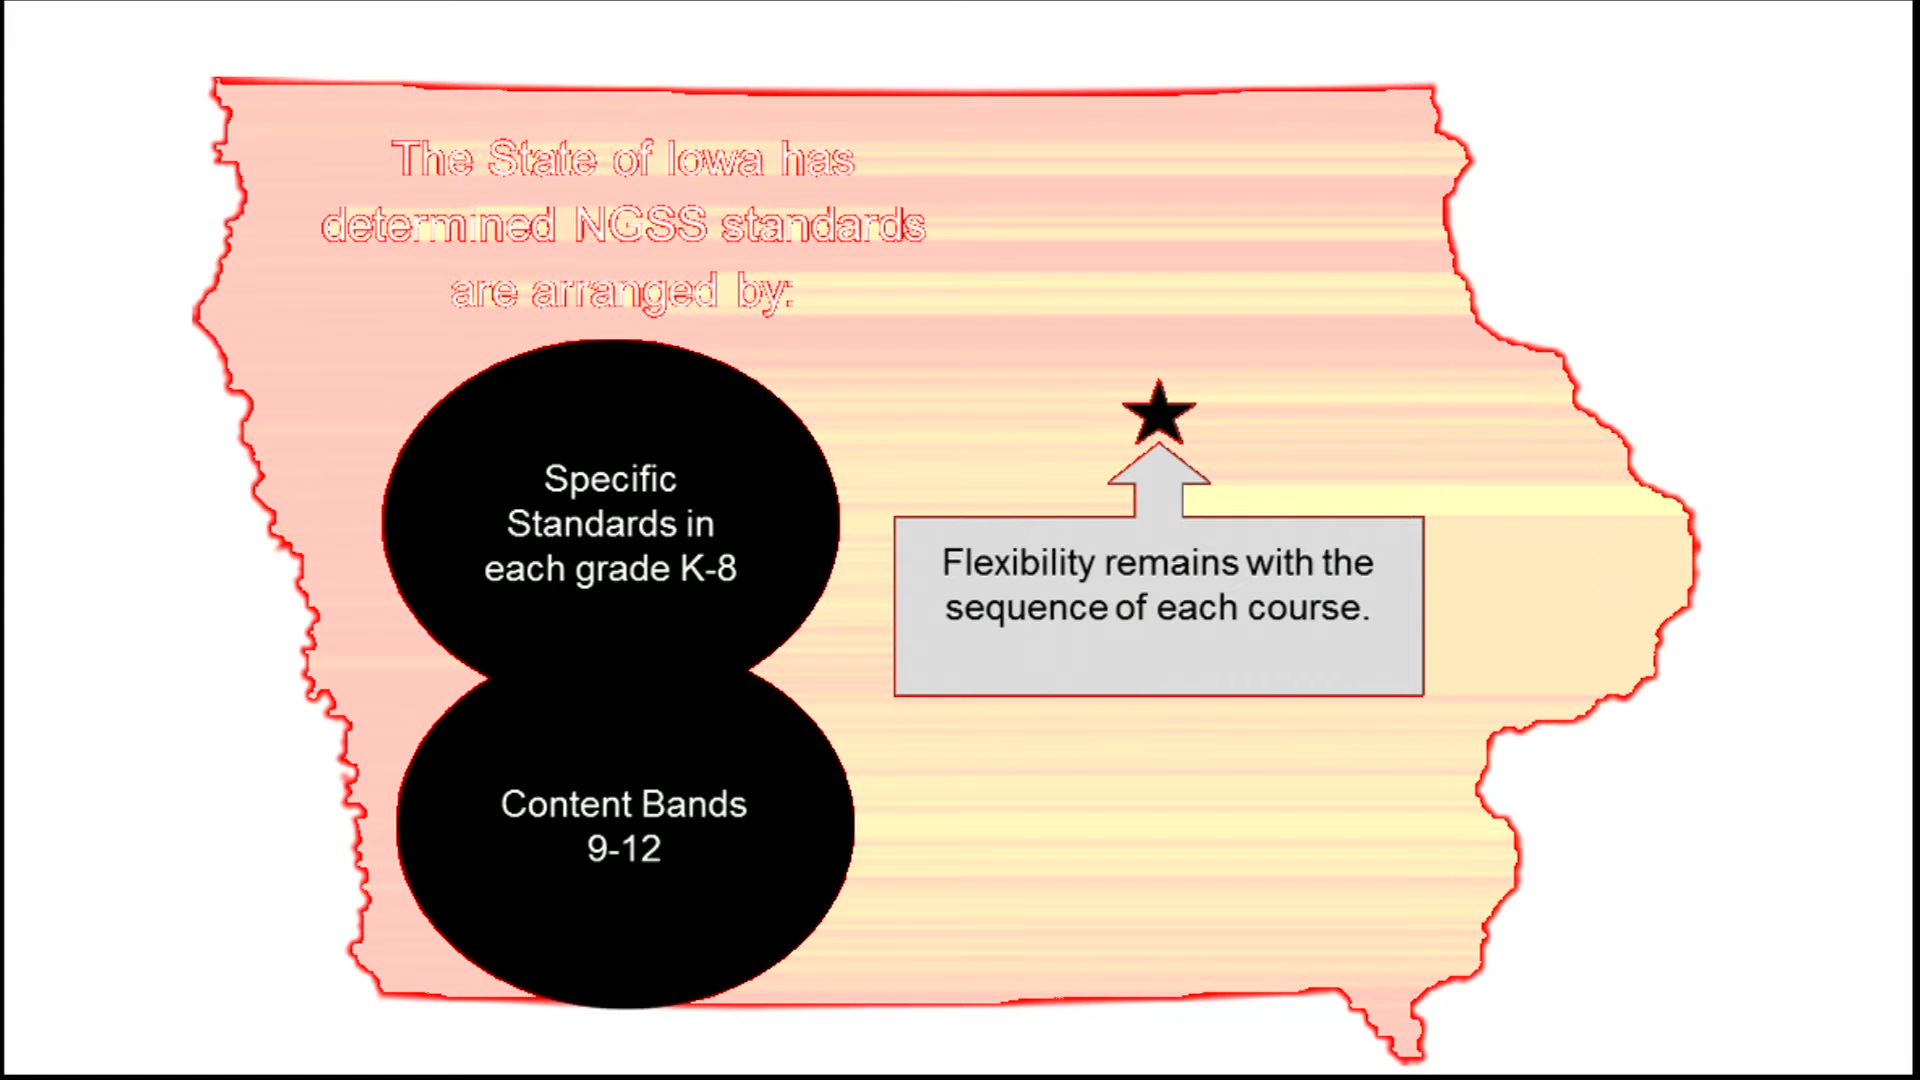 The State of Iowa has
determined NGSS standards
are arranged by:
Specific
Standards in
each grade K-8
Flexibility remains with the
sequence of each course.
Content Bands
9-12